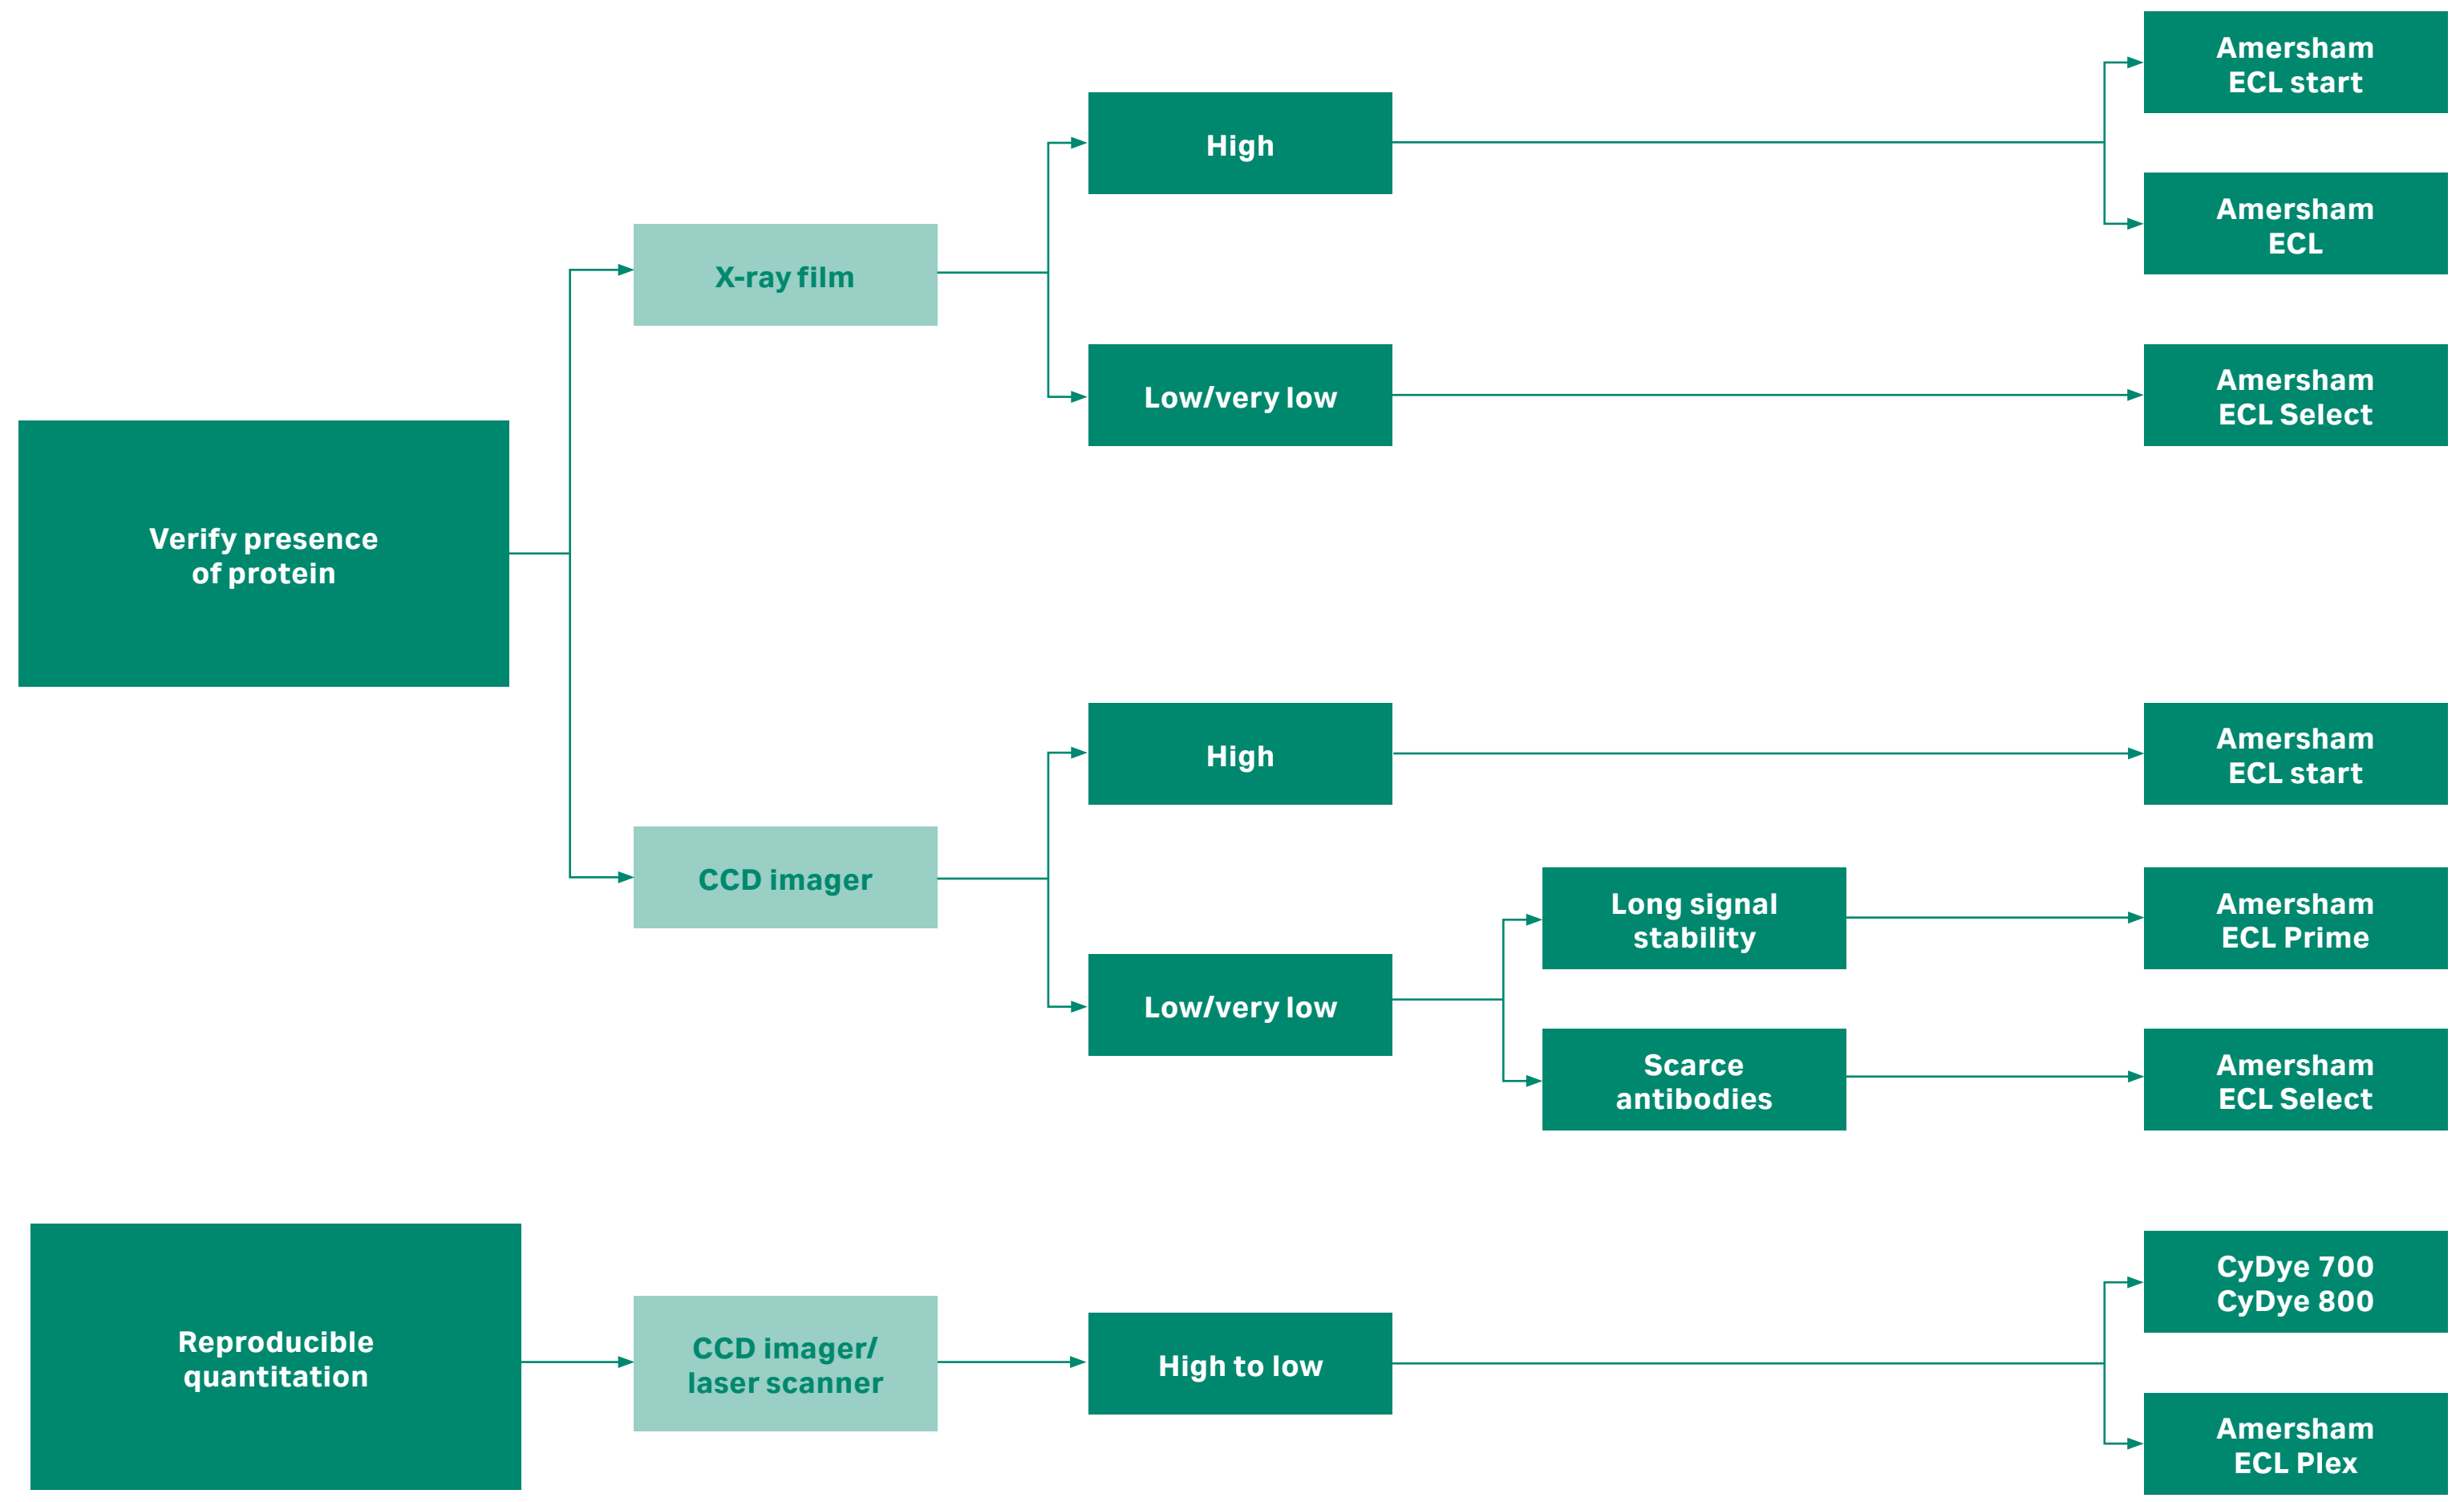 Verify presence
of protein
X-ray film
High
Amersham
ECL start
Amersham
ECL
Low/very low
Amersham
ECL Select
CCD imager
High
Amersham
ECL start
Low/very low
Long signal
stability
Amersham
ECL Prime
Scarce
antibodies
Amersham
ECL Select
Reproducible
quantitation
CCD imager/
laser scanner
High to low
CyDye 700
CyDye 800
Amersham
ECL Plex